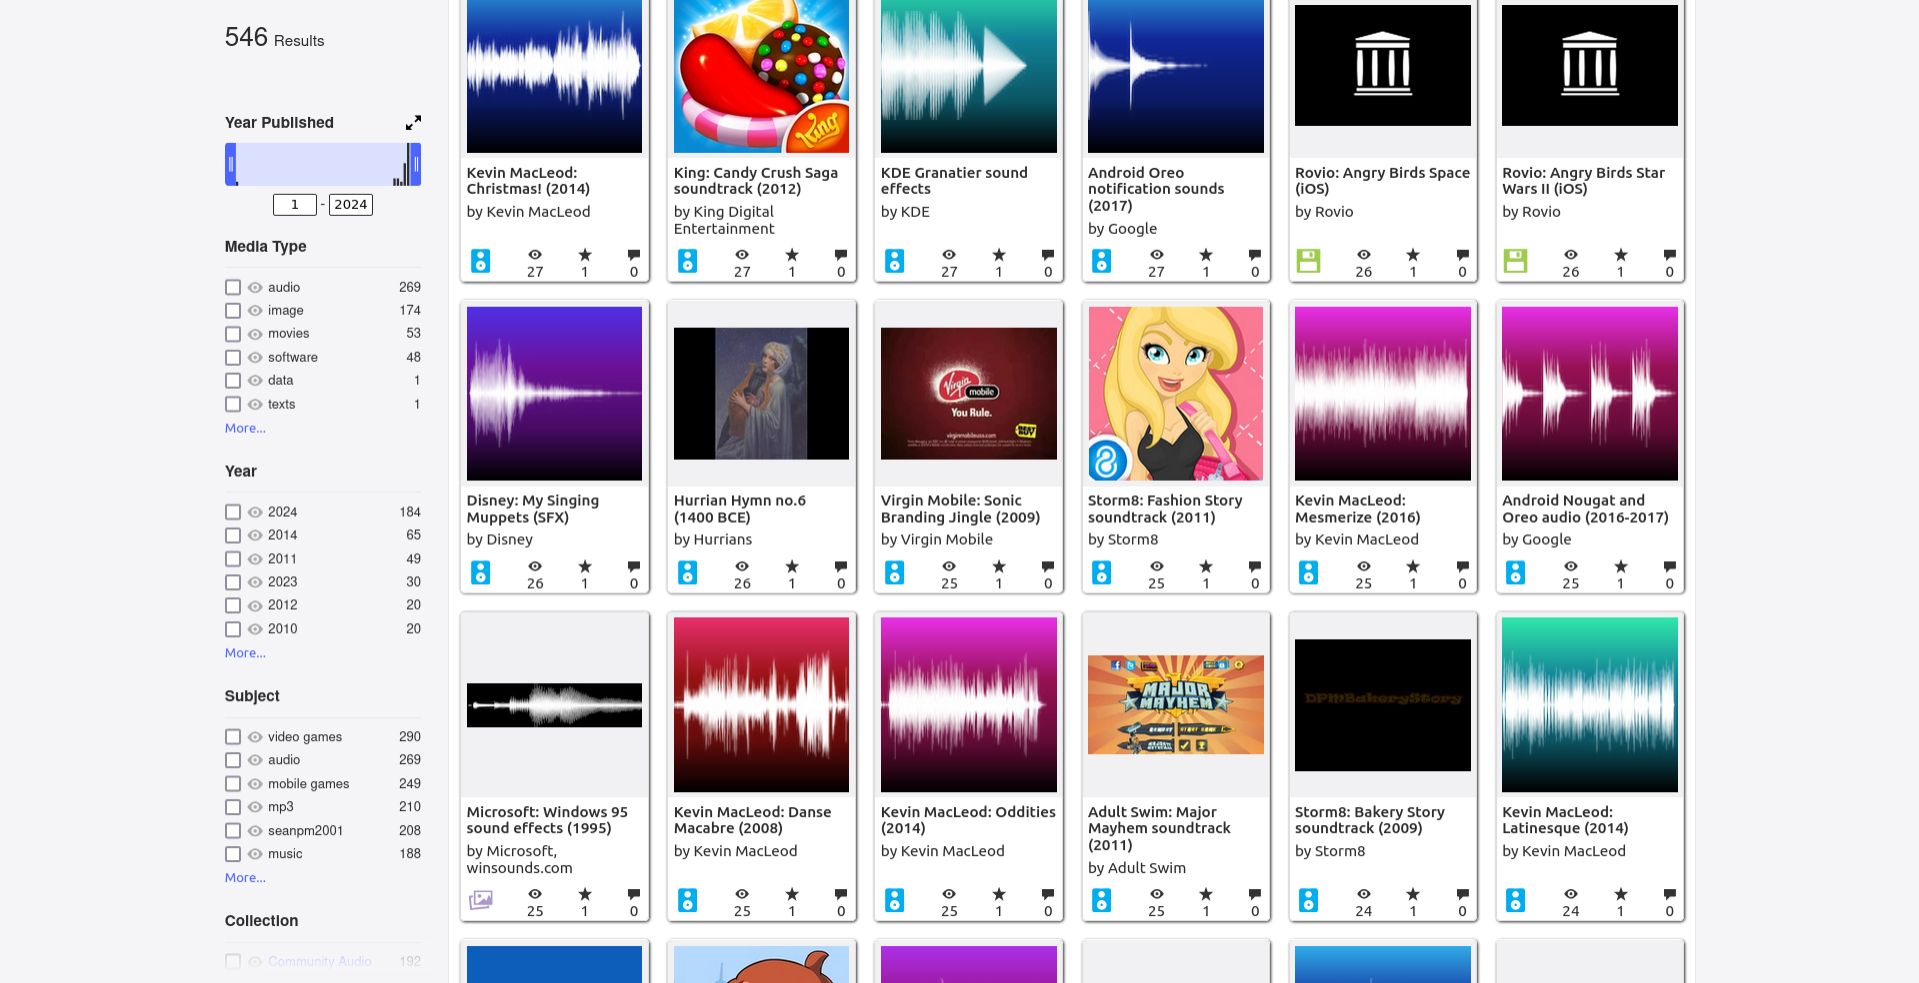 546 Results
Year Published
1 - 2024
Media Type
audio 269
image 174
movies 53
software 48
data 1
texts 1
More...
Year
2024 184
2014 65
2011 49
2023 30
2012 20
2010 20
More...
Subject
video games 290
audio 269
mobile games 249
mp3 210
seanpm2001 208
music 188
More...
Collection
Community Audio 192
Kevin MacLeod:
Christmas! (2014)
by Kevin MacLeod
27 1 0
King
King: Candy Crush Saga
soundtrack (2012)
by King Digital
Entertainment
27 1 0
KDE Granatier sound
effects
by KDE
27 1 0
Android Oreo
notification sounds
(2017)
by Google
27 1 0
Rovio: Angry Birds Space
(iOS)
by Rovio
26 1 0
Rovio: Angry Birds Star
Wars II (iOS)
by Rovio
26 1 0
Disney: My Singing
Muppets (SFX)
by Disney
26 1 0
Hurrian Hymn no.6
(1400 BCE)
by Hurrians
26 1 0
Virgin
mobile
You Rule.
virginmobileusa.com
BEST
BUY
Virgin Mobile: Sonic
Branding Jingle (2009)
by Virgin Mobile
25 1 0
8
Storm8: Fashion Story
soundtrack (2011)
by Storm8
25 1 0
Kevin MacLeod:
Mesmerize (2016)
by Kevin MacLeod
25 1 0
Android Nougat and
Oreo audio (2016-2017)
by Google
25 1 0
Microsoft: Windows 95
sound effects (1995)
by Microsoft,
winsounds.com
25 1 0
Kevin MacLeod: Danse
Macabre (2008)
by Kevin MacLeod
25 1 0
Kevin MacLeod: Oddities
(2014)
by Kevin MacLeod
25 1 0
MAJOR
MAYHEM
Adult Swim: Major
Mayhem soundtrack
(2011)
by Adult Swim
25 1 0
DPMBakeryStory
Storm8: Bakery Story
soundtrack (2009)
by Storm8
24 1 0
Kevin MacLeod:
Latinesque (2014)
by Kevin MacLeod
24 1 0